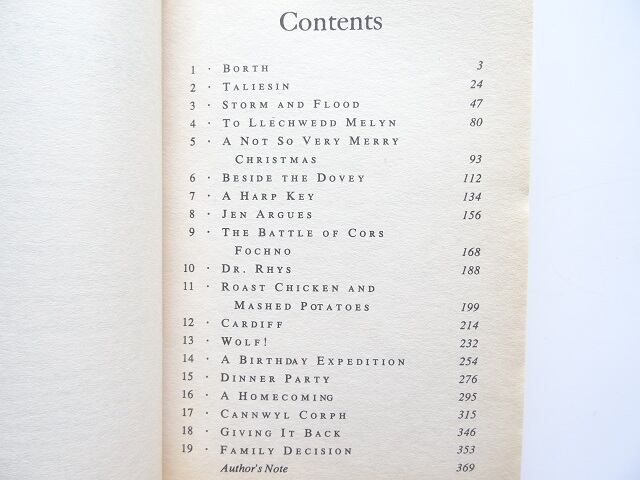 Contents
1 · BORTH 3
2 · TALIESIN 24
3 · STORM AND FLOOD 47
4 · TO LLECHWEDD MELYN 80
5 · A NOT SO VERY MERRY
CHRISTMAS 93
6 · BESIDE THE DOVEY 112
7 · A HARP KEY 134
8 · JEN ARGUES 156
9 · THE BATTLE OF CORS
FOCHNO 168
10 · DR. RHYS 188
11 · ROAST CHICKEN AND
MASHED POTATOES 199
12 · CARDIFF 214
13 · WOLF! 232
14 · A BIRTHDAY EXPEDITION 254
15 · DINNER PARTY 276
16 · A HOMECOMING 295
17 · CANNWYL CORPH 315
18 · GIVING IT BACK 346
19 · FAMILY DECISION 353
Author's Note 369